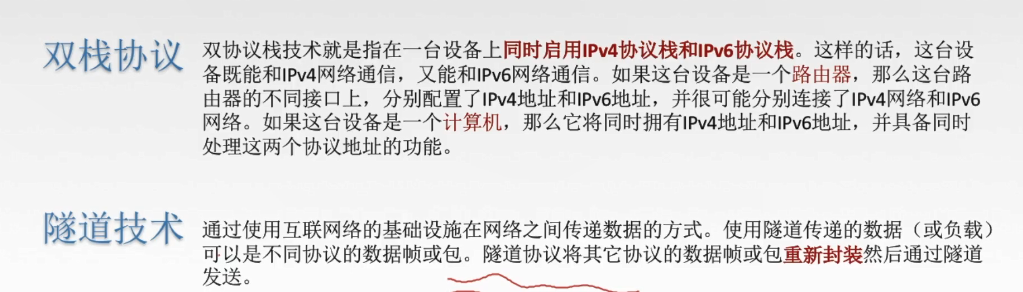 双栈协议
双协议栈技术就是指在一台设备上同时启用IPv4协议栈和IPv6协议栈。这样的话，这台设
备既能和IPv4网络通信，又能和IPv6网络通信。如果这台设备是一个路由器，那么这台路
由器的不同接口上，分别配置了IPv4地址和IPv6地址，并很可能分别连接了IPv4网络和IPv6
网络。如果这台设备是一个计算机，那么它将同时拥有IPv4地址和IPv6地址，并具备同时
处理这两个协议地址的功能。
隧道技术
通过使用互联网络的基础设施在网络之间传递数据的方式。使用隧道传递的数据（或负载）
可以是不同协议的数据帧或包。隧道协议将其它协议的数据帧或包重新封装然后通过隧道
发送。